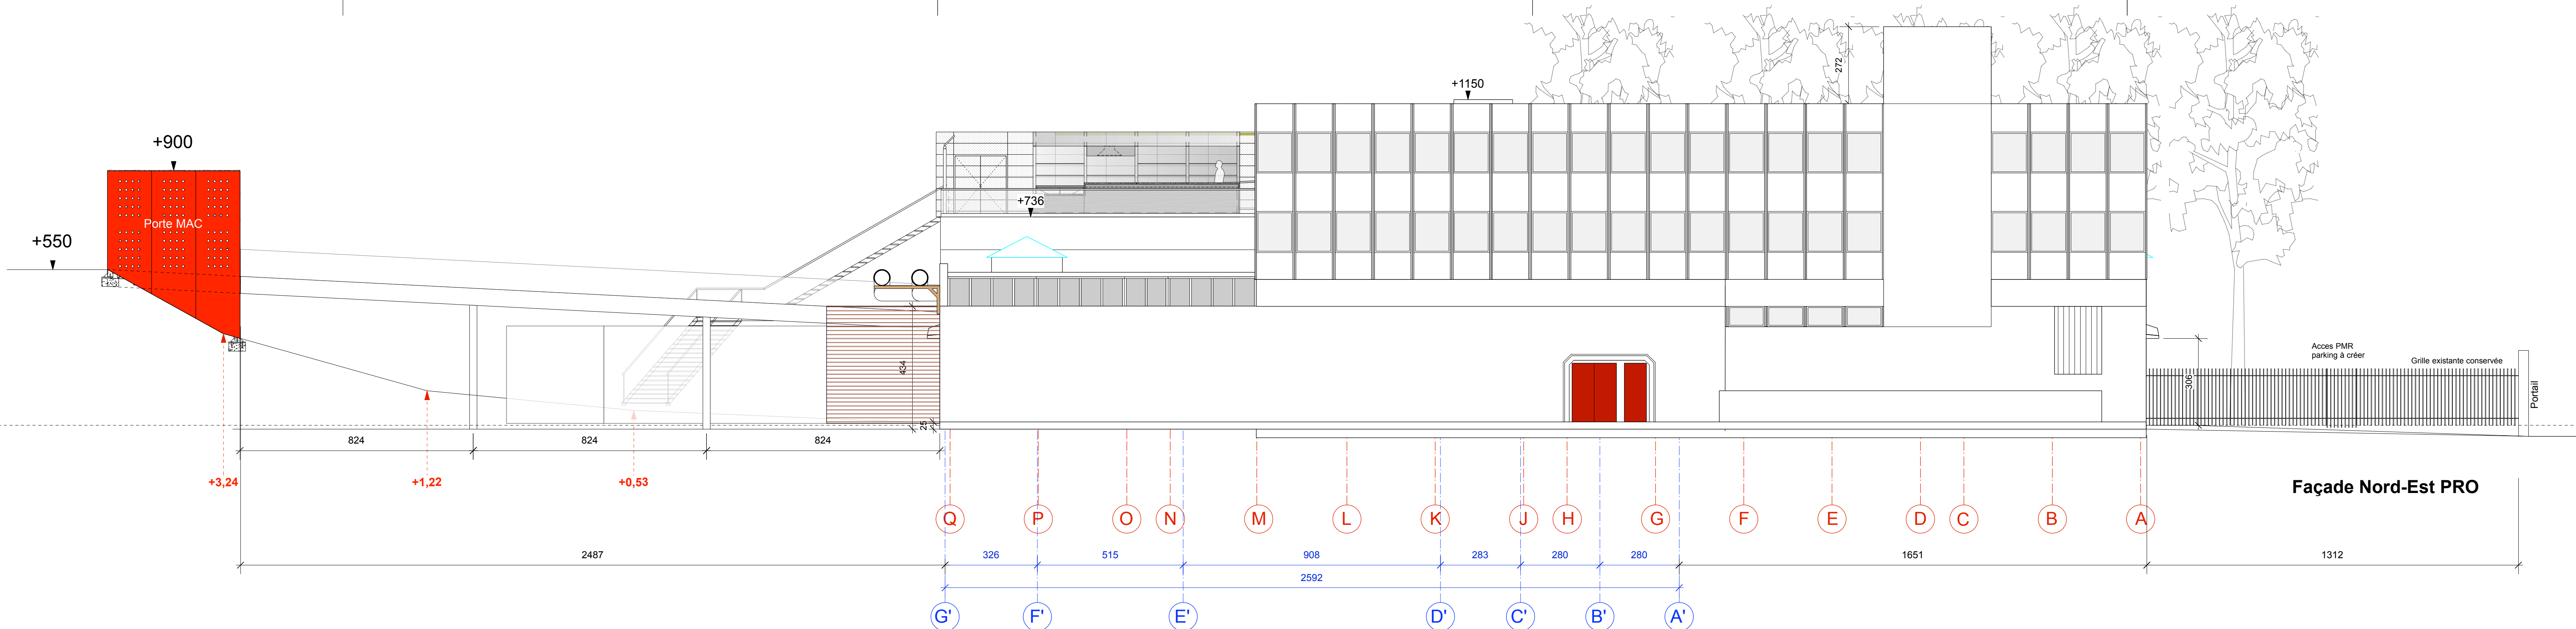 272
+1150
+900
Porte MAC
+736
+550
Acces PMR
parking à créer
Grille existante conservée
434
306
Portail
25
824
824
824
+3,24
+1,22
+0,53
Façade Nord-Est PRO
Q
P
O
N
M
L
K
J
H
G
F
E
D
C
B
A
2487
326
515
908
283
280
280
1651
1312
2592
G'
F'
E'
D'
C'
B'
A'